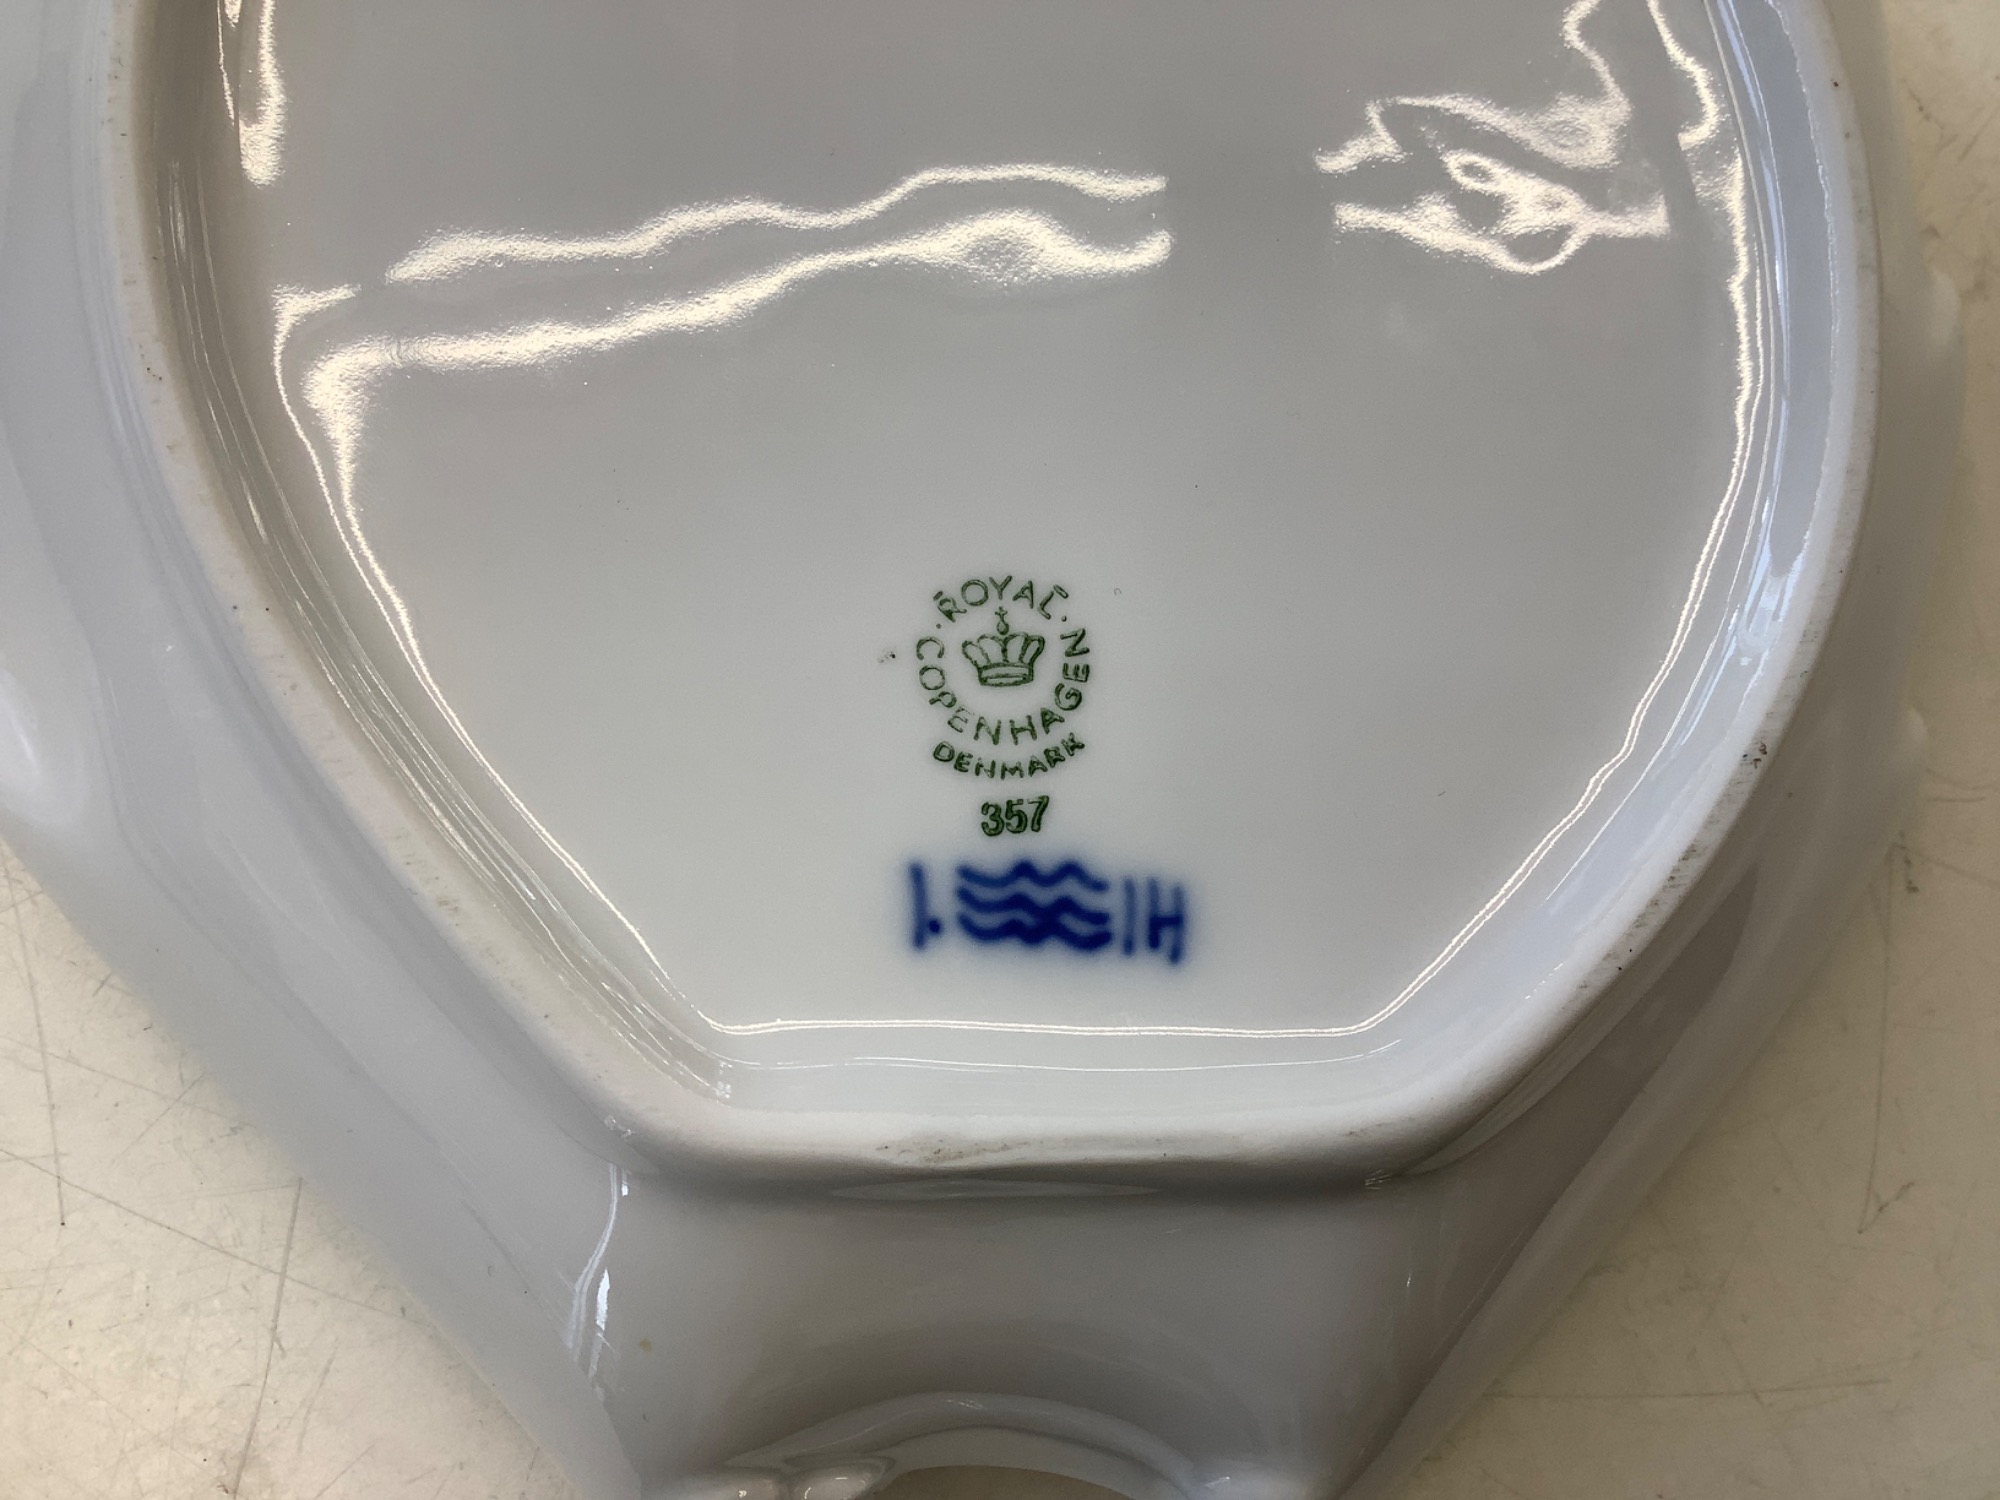 ROYAL
COPENHAGEN
DENMARK
357